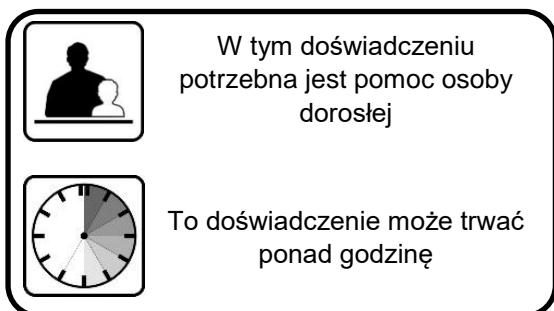 W tym doświadczeniu
potrzebna jest pomoc osoby
dorosłej
To doświadczenie może trwać
ponad godzinę